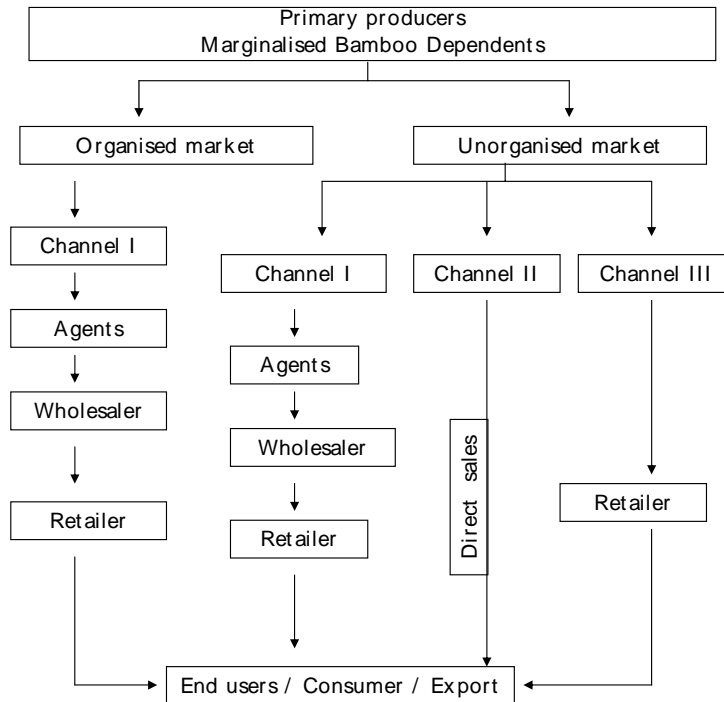 Primary producers
Marginalised Bamboo Dependents
Organised market
Unorganised market
Channel I
Agents
Wholesaler
Retailer
Channel I
Agents
Wholesaler
Retailer
Channel II
Direct sales
Channel III
Retailer
End users / Consumer / Export